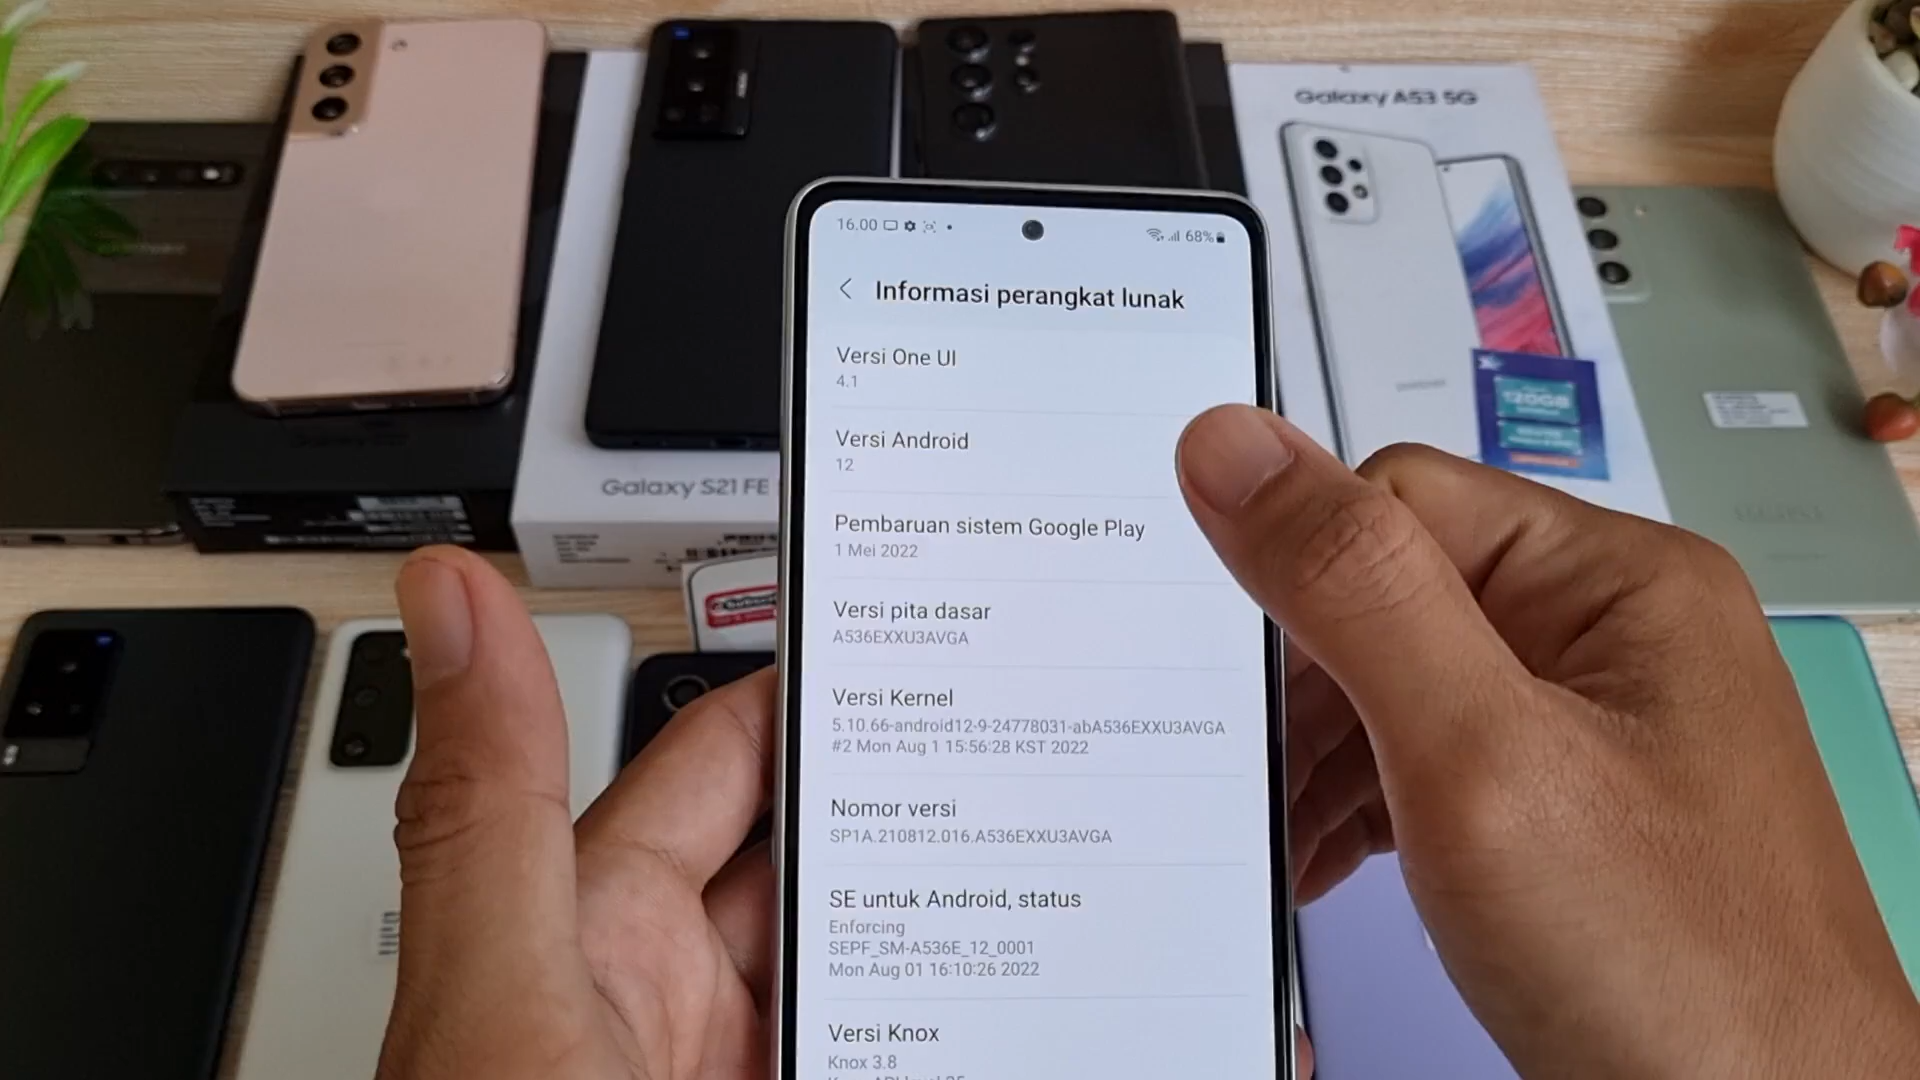 Galaxy A53 5G
16.00
68%
Informasi perangkat lunak
Versi One UI
4.1
Versi Android
12
Galaxy S21 FE
Pembaruan sistem Google Play
1 Mei 2022
Versi pita dasar
A536EXXU3AVGA
Versi Kernel
5.10.66-android12-9-24778031-abA536EXXU3AVGA
#2 Mon Aug 1 15:56:28 KST 2022
Nomor versi
SP1A.210812.016.A536EXXU3AVGA
SE untuk Android, status
Enforcing
SEPF_SM-A536E_12_0001
Mon Aug 01 16:10:26 2022
Versi Knox
Knox 3.8